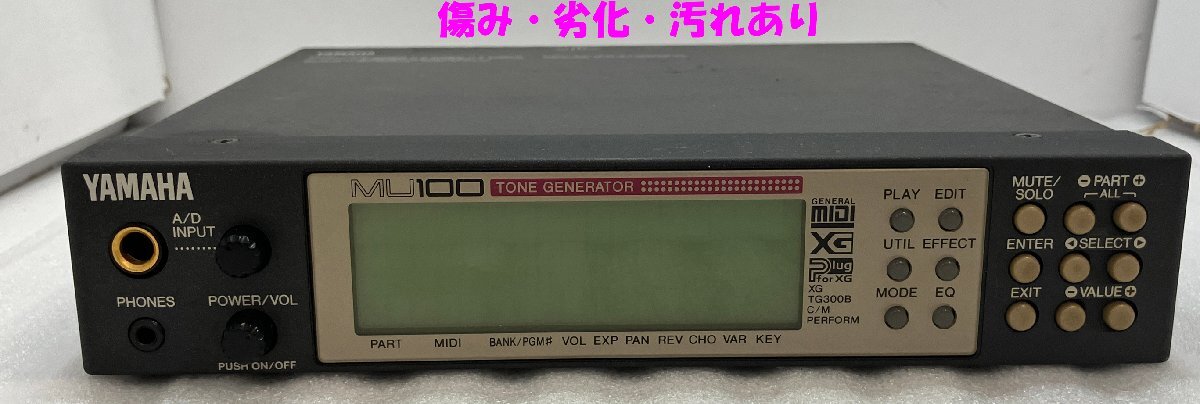 傷み・劣化・汚れあり
YAMAHA
YAMAHA
A/D
INPUT
PHONES
POWER/VOL
PUSH ON/OFF
MU100 TONE GENERATOR
GENERAL
MIDI
XG
Plug
for XG
XG
TG300B
C/M
PERFORM
PART MIDI BANK/PGM# VOL EXP PAN REV CHO VAR KEY
PLAY EDIT
UTIL EFFECT
MODE EQ
MUTE/
SOLO
PART
ALL
ENTER SELECT
EXIT VALUE